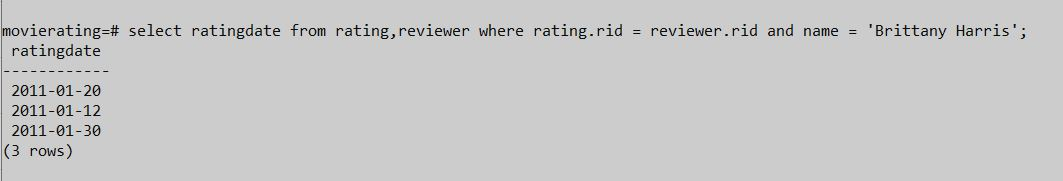 movierating=# select ratingdate from rating,reviewer where rating.rid = reviewer.rid and name = 'Brittany Harris';
ratingdate
------------
2011-01-20
2011-01-12
2011-01-30
(3 rows)